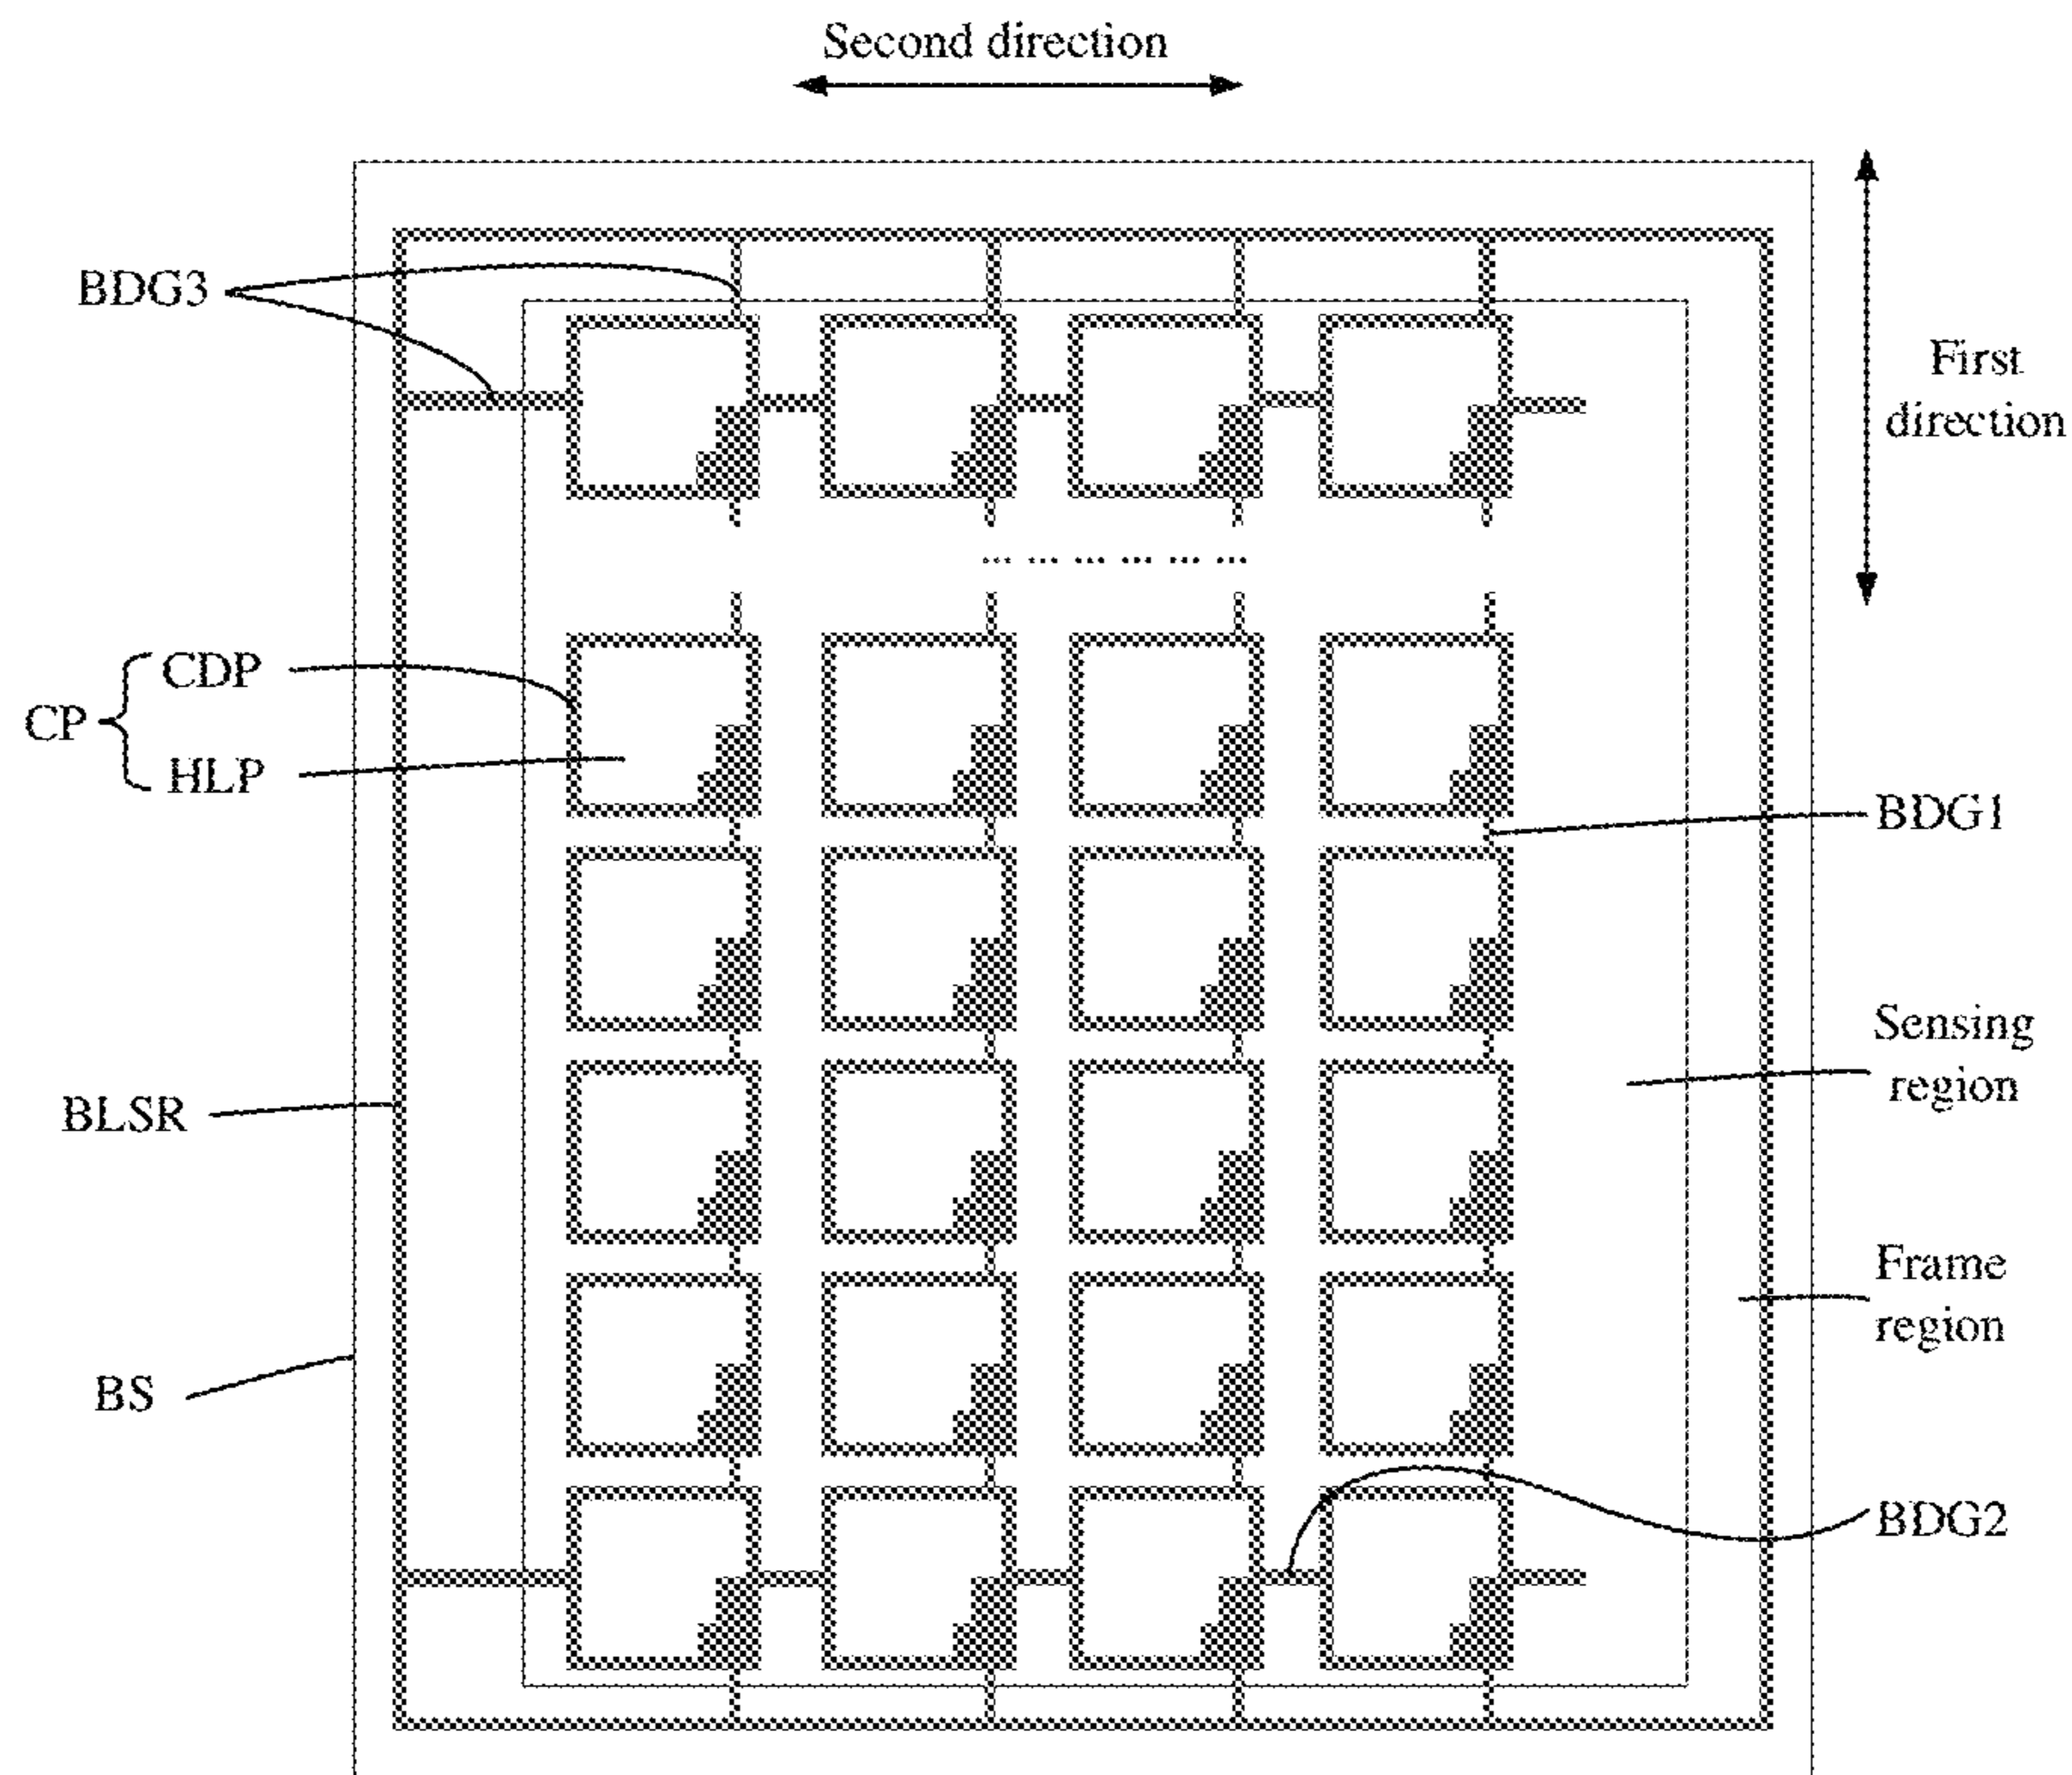 Second direction
BDG3
First
direction
CDP
CP
HLP
BDG1
Sensing
region
BLSR
Frame
region
BS
BDG2